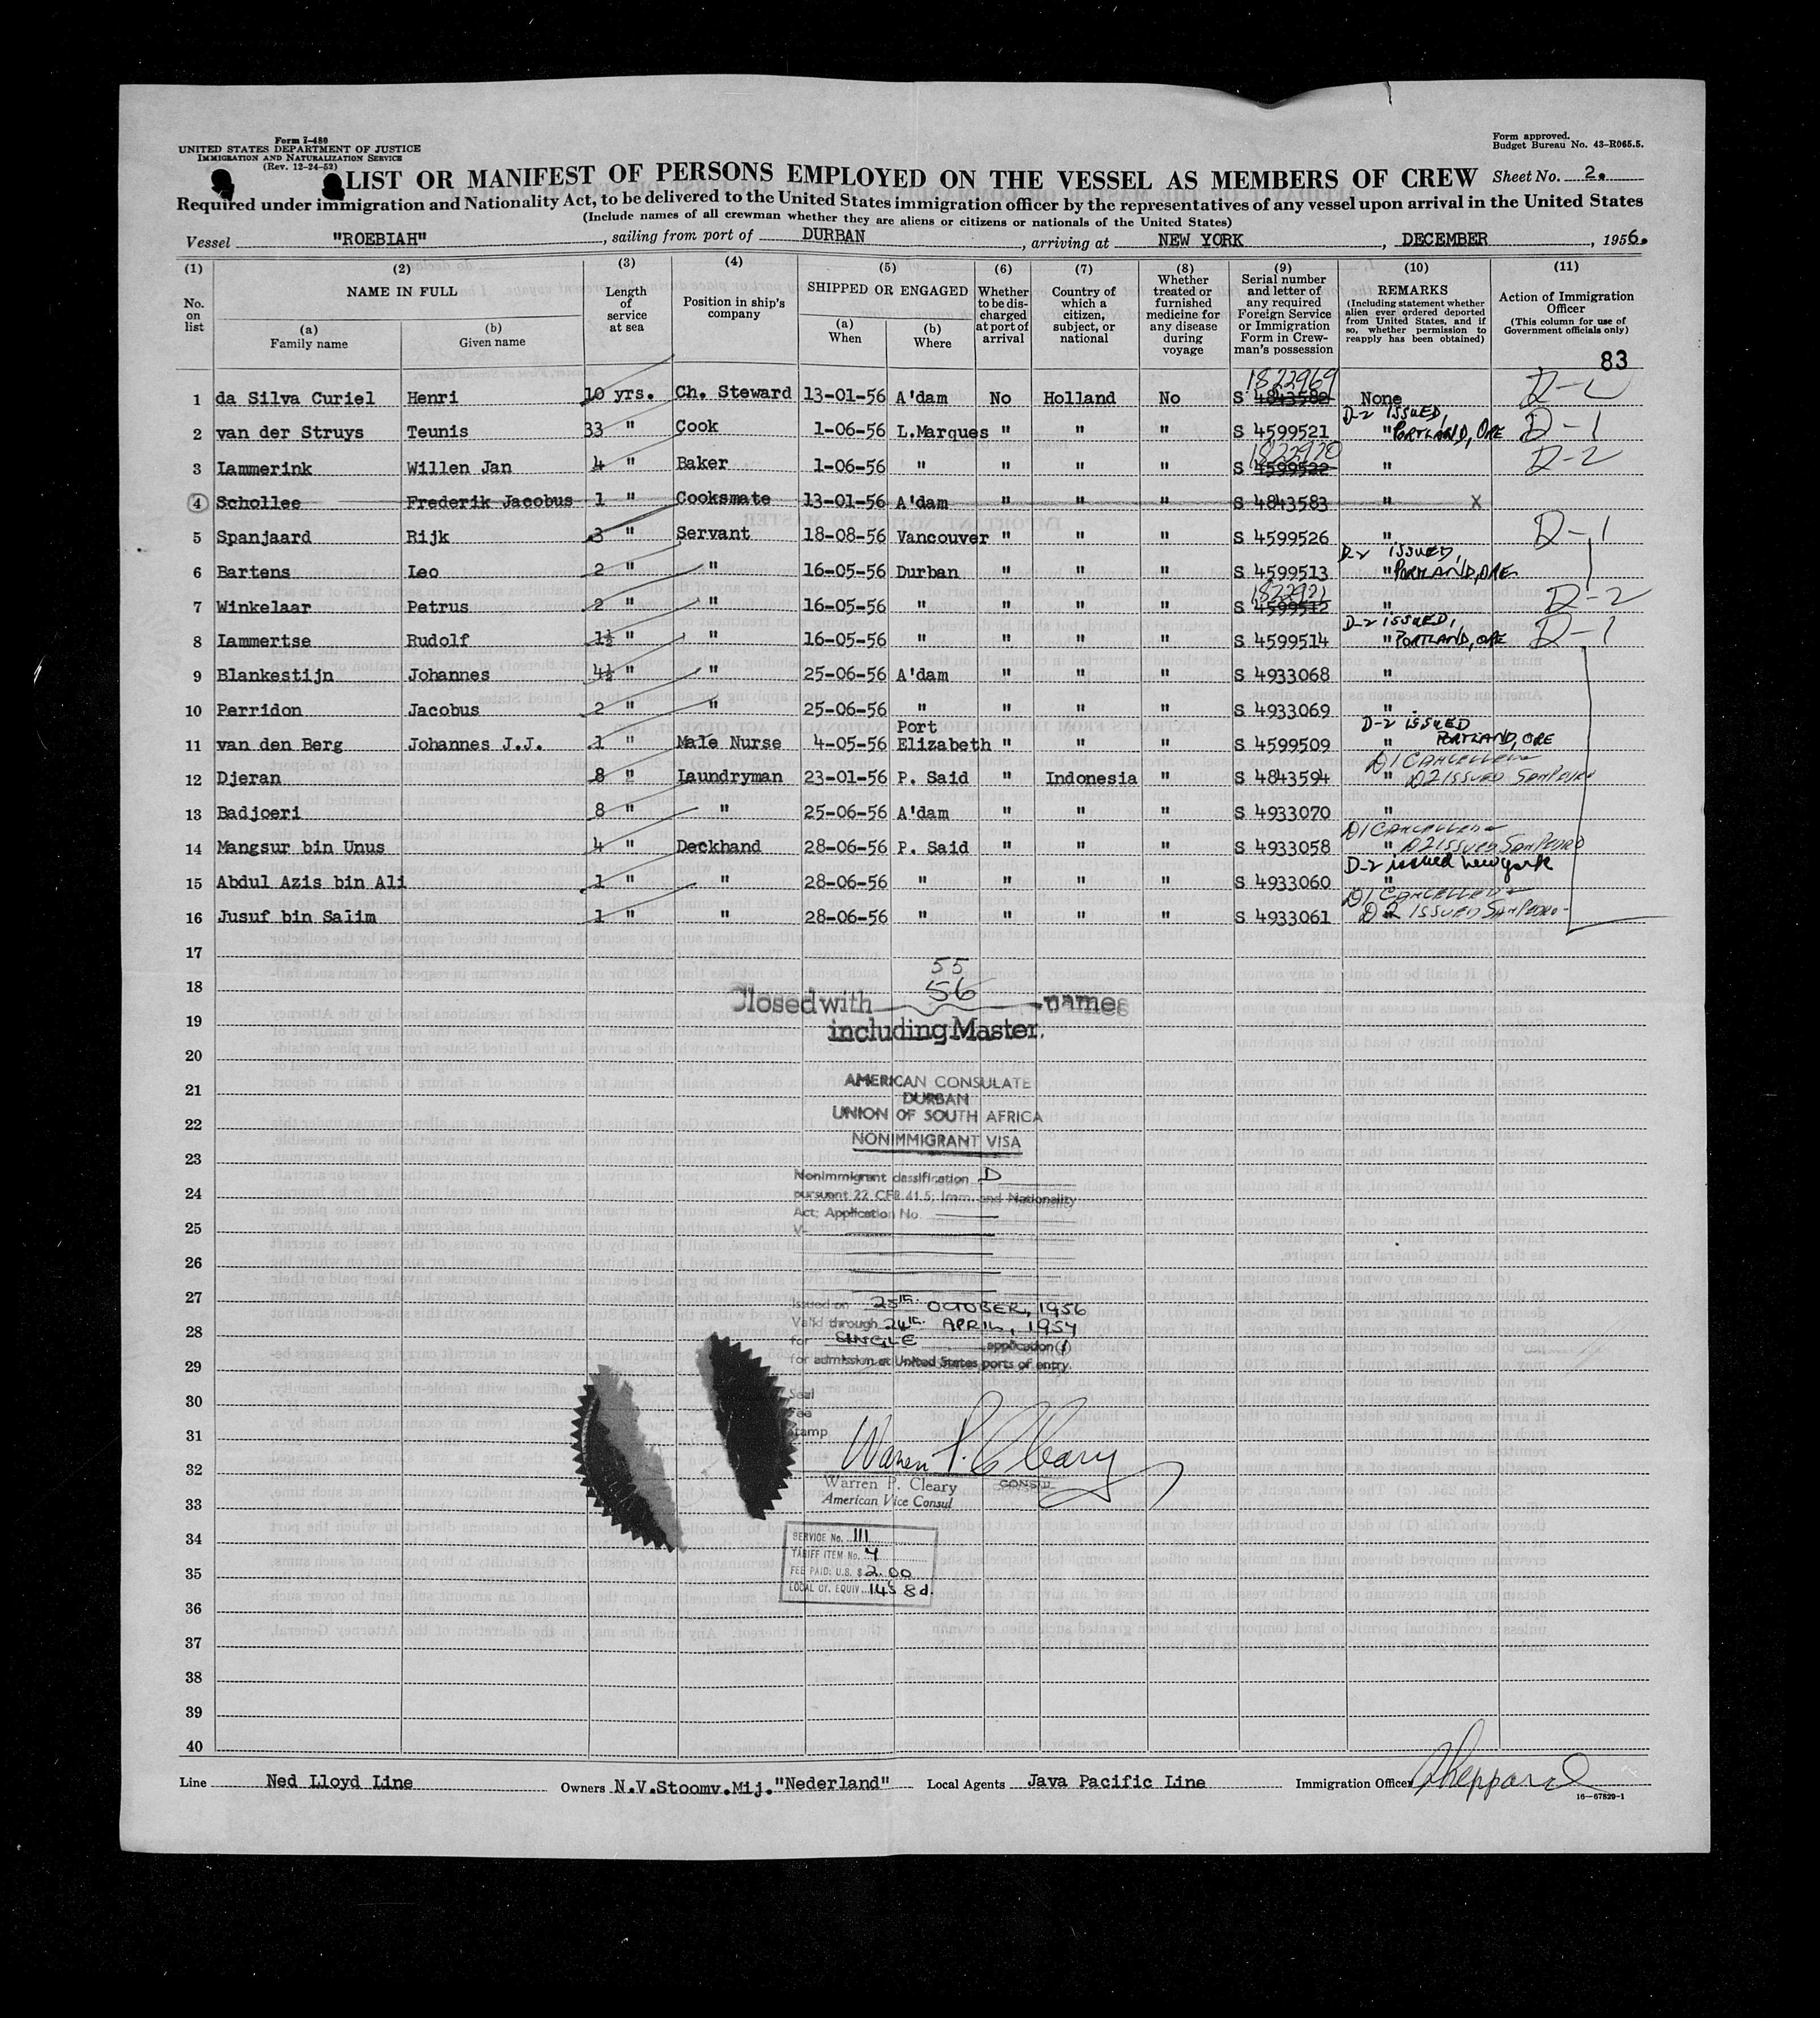 Form I-480
UNITED STATES DEPARTMENT OF JUSTICE
IMMIGRATION AND NATURALIZATION SERVICE
(Rev. 12-24-52)
Form approved.
Budget Bureau No. 43-R065.5.
LIST OR MANIFEST OF PERSONS EMPLOYED ON THE VESSEL AS MEMBERS OF CREW Sheet No. 2.
Required under immigration and Nationality Act, to be delivered to the United States immigration officer by the representatives of any vessel upon arrival in the United States
(Include names of all crewman whether they are aliens or citizens or nationals of the United States)
Vessel "ROEBIAH", sailing from port of DURBAN, arriving at NEW YORK, DECEMBER, 1956.
(1) (2) (3) (4) (5) (6) (7) (8) (9) (10) (11)
No. on list
NAME IN FULL
(a) Family name
(b) Given name
Length of service at sea
Position in ship's company
SHIPPED OR ENGAGED
(a) When
(b) Where
Whether to be discharged at port of arrival
Country of which a citizen, subject, or national
Whether treated or furnished medicine for any disease during voyage
Serial number and letter of any required Foreign Service or Immigration Form in Crewman's possession
REMARKS
(Including statement whether alien ever ordered deported from United States, and if so, whether permission to reapply has been obtained)
Action of Immigration Officer
(This column for use of Government officials only)
83
1822969
1 da Silva Curiel Henri 10 yrs. Ch. Steward 13-01-56 A'dam No Holland No S 4843582 None D-2
D-2 ISSUED,
2 van der Struys Teunis 33 " Cook 1-06-56 L.Marques " " " S 4599521 " PORTLAND, ORE D-1
1822970
3 Lammerink Willen Jan 4 " Baker 1-06-56 " " " " S 4599522 " D-2
4 Schollee Frederik Jacobus 1 " Cooksmate 13-01-56 A'dam " " " S 4843583 " X
5 Spanjaard Rijk 3 " Servant 18-08-56 Vancouver " " " S 4599526 " D-1
D-2 ISSUED,
6 Bartens Leo 2 " " 16-05-56 Durban " " " S 4599513 " PORTLAND, ORE
1822971
7 Winkelaar Petrus 2 " " 16-05-56 " " " " S 4599512 " D-2
D-2 ISSUED,
8 Lammertse Rudolf 1½ " " 16-05-56 " " " " S 4599514 " PORTLAND, ORE D-1
9 Blankestijn Johannes 4½ " " 25-06-56 A'dam " " " S 4933068 "
10 Perridon Jacobus 2 " " 25-06-56 " " " " S 4933069 "
D-2 ISSUED
11 van den Berg Johannes J.J. 1 " Male Nurse 4-05-56 Port Elizabeth " " " S 4599509 " PORTLAND, ORE
D1 CANCELLED
12 Djeran 8 " Laundryman 23-01-56 P. Said " Indonesia " S 4843594 " D2 ISSUED SAN PEDRO
13 Badjoeri 8 " " 25-06-56 A'dam " " " S 4933070 "
D1 CANCELLED
14 Mangsur bin Unus 4 " Deckhand 28-06-56 P. Said " " " S 4933058 " D2 ISSUED SAN PEDRO
D-2 issued New York
15 Abdul Azis bin Ali 1 " " 28-06-56 " " " " S 4933060 "
D1 CANCELLED &
16 Jusuf bin Salim 1 " " 28-06-56 " " " " S 4933061 D2 ISSUED SAN PEDRO
17
18
19
20
21
22
23
24
25
26
27
28
29
30
31
32
33
34
35
36
37
38
39
40
55
Closed with 56 names
including Master.
AMERICAN CONSULATE
DURBAN
UNION OF SOUTH AFRICA
NONIMMIGRANT VISA
Nonimmigrant classification D
pursuant 22 CFR 41.5; Imm. and Nationality
Act; Application No.
V-
Issued on 25th. OCTOBER, 1956
Valid through 24th. APRIL, 1957
for SINGLE application(s)
for admission at United States ports of entry.
Seal
Fee
Stamp
Warren P. Cleary
Warren P. Cleary CONSUL
American Vice Consul
SERVICE No. 111
TARIFF ITEM No. 4
FEE PAID: U.S. $ 2.00
LOCAL CY. EQUIV. 14s 8d.
Line Ned Lloyd Line Owners N.V.Stoomv.Mij. "Nederland" Local Agents Java Pacific Line Immigration Officer Sheppard
16-67829-1